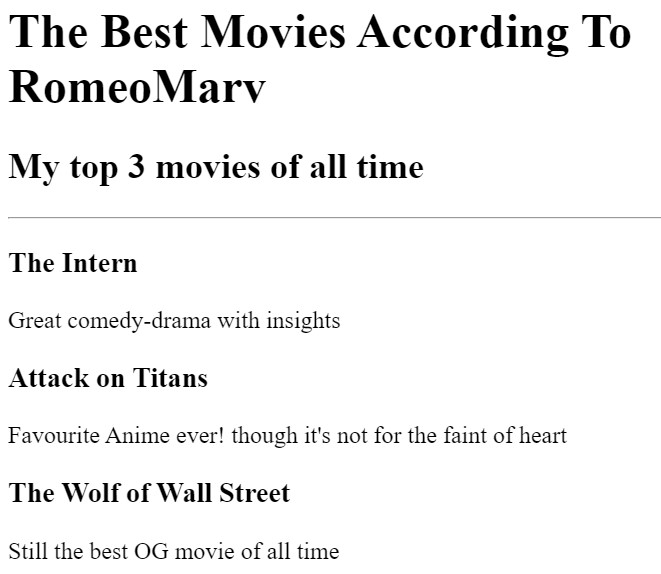 The Best Movies According To
RomeoMarv
My top 3 movies of all time
The Intern
Great comedy-drama with insights
Attack on Titans
Favourite Anime ever! though it's not for the faint of heart
The Wolf of Wall Street
Still the best OG movie of all time